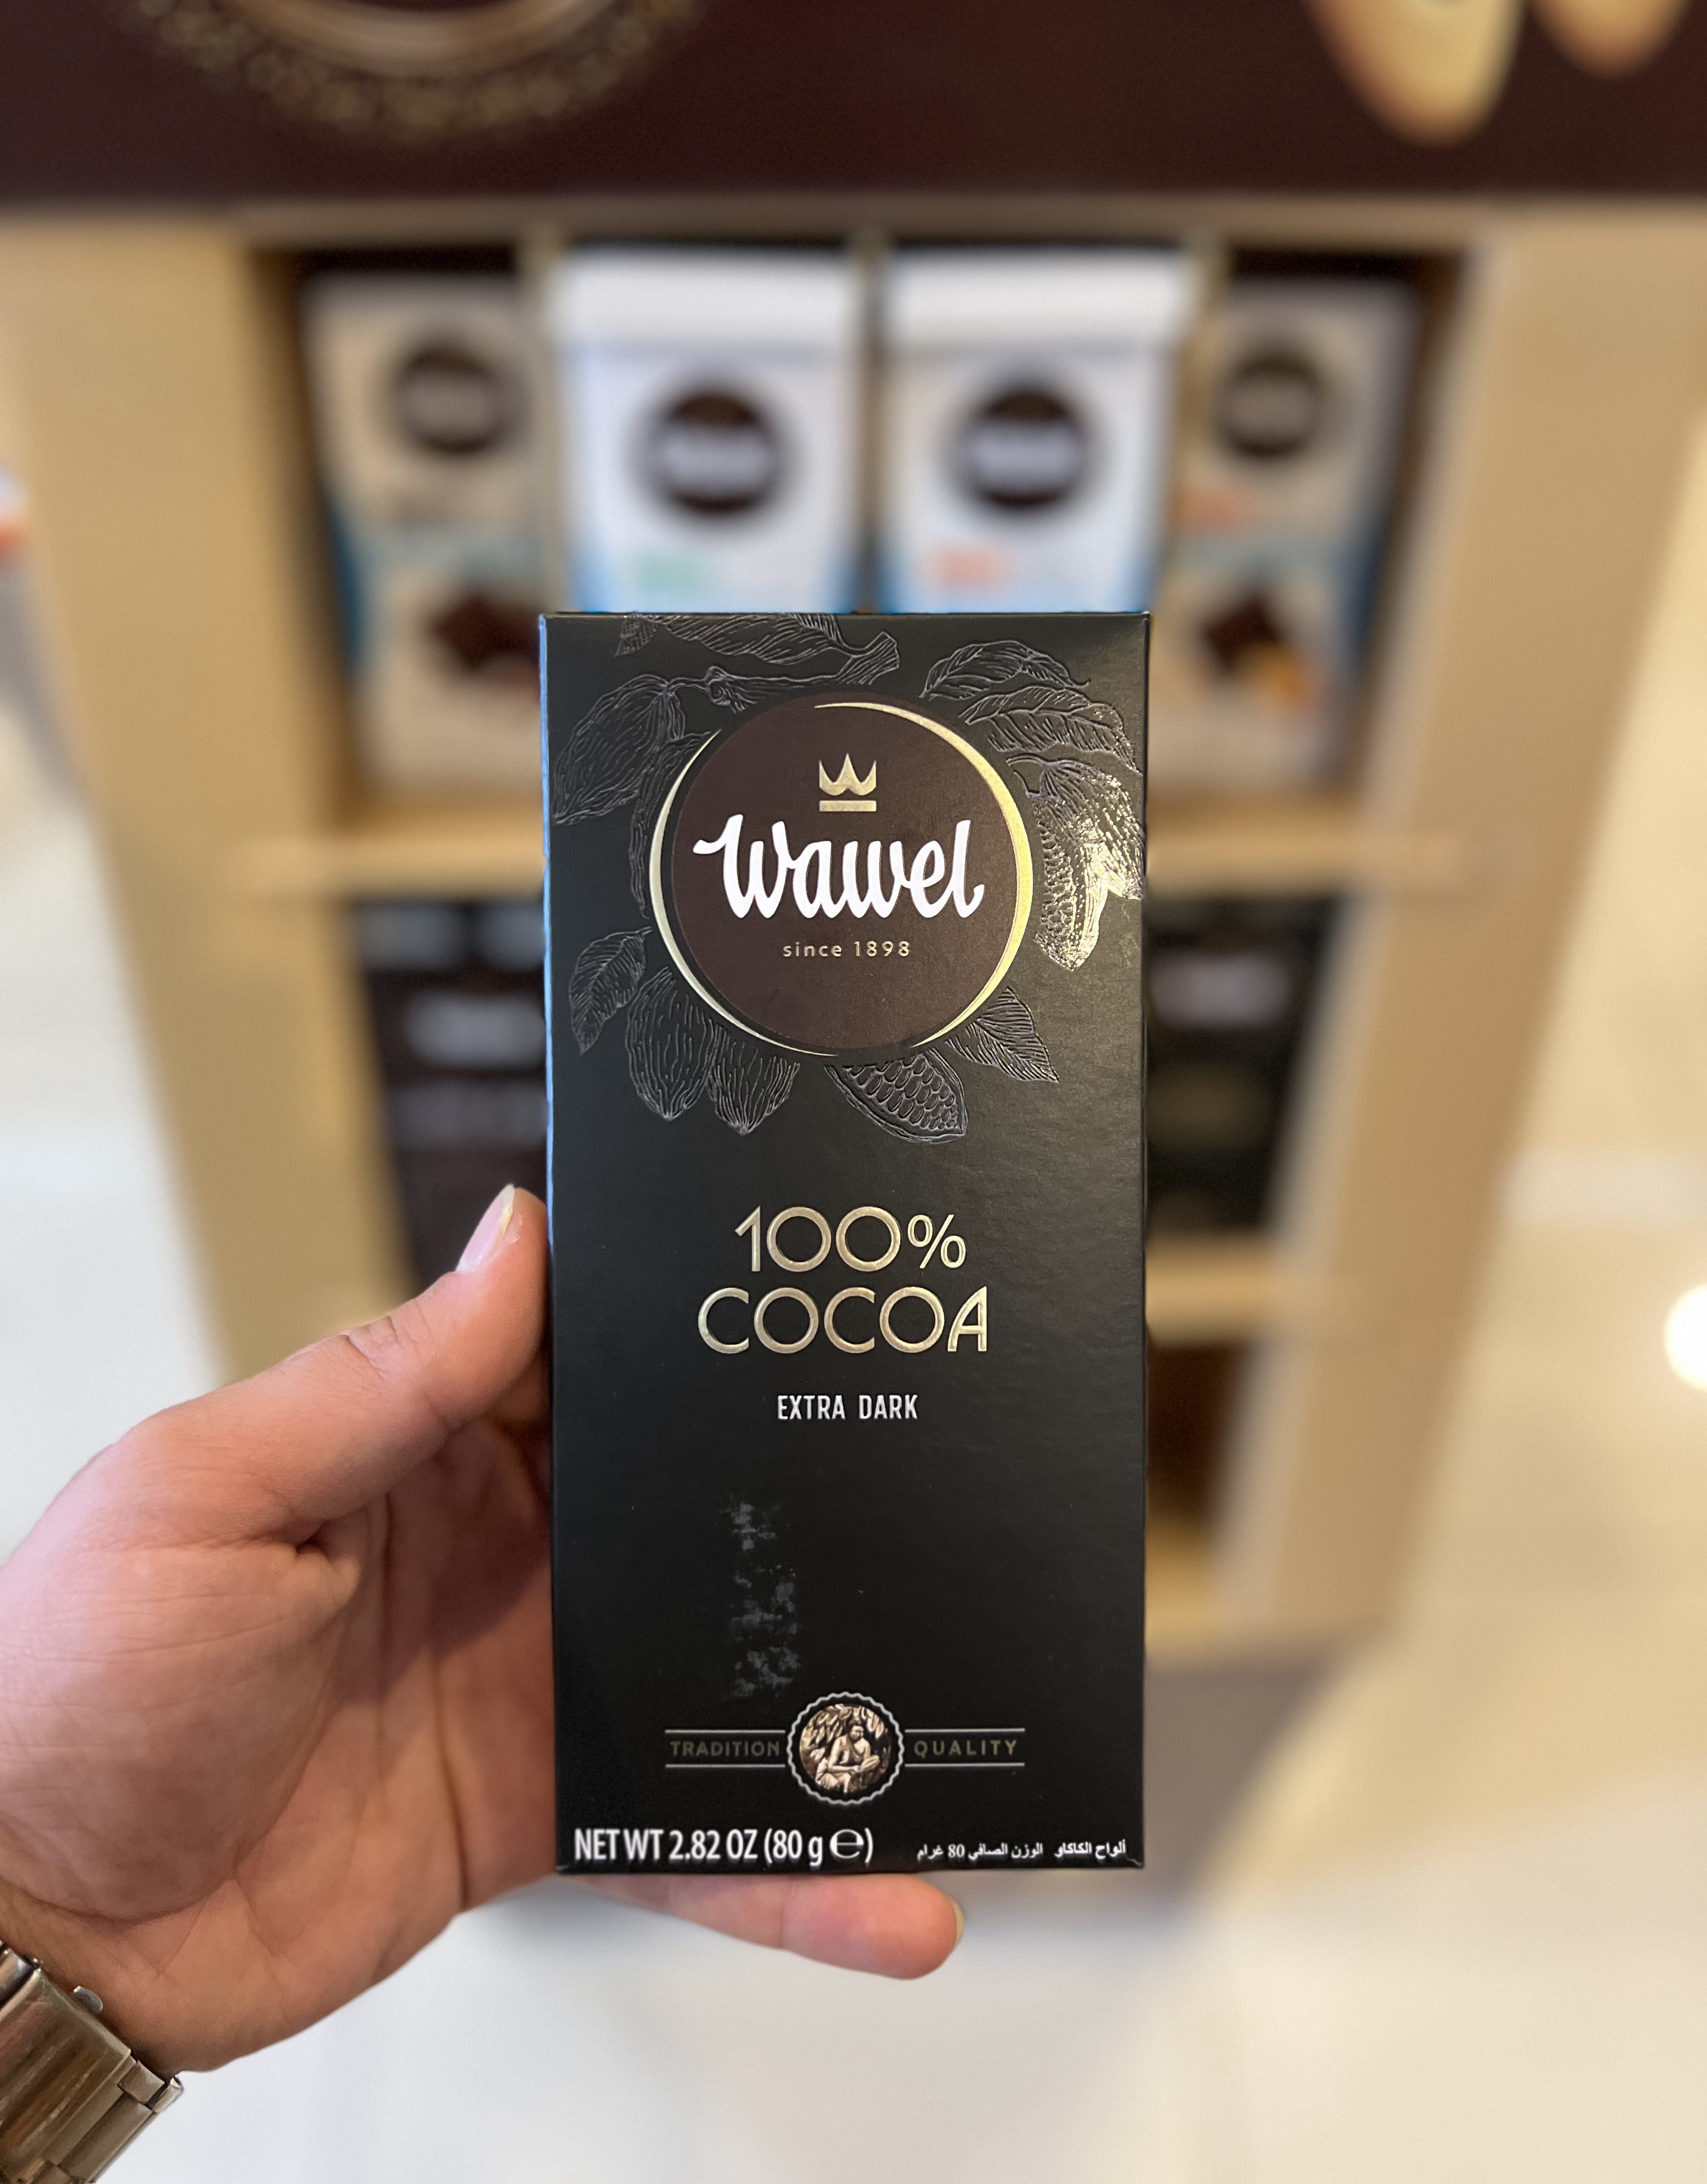 Wawel
since 1898
100%
COCOA
EXTRA DARK
TRADITION QUALITY
NET WT 2.82 OZ (80 g ℮)
ألواح الكاكاو الوزن الصافي 80 غرام